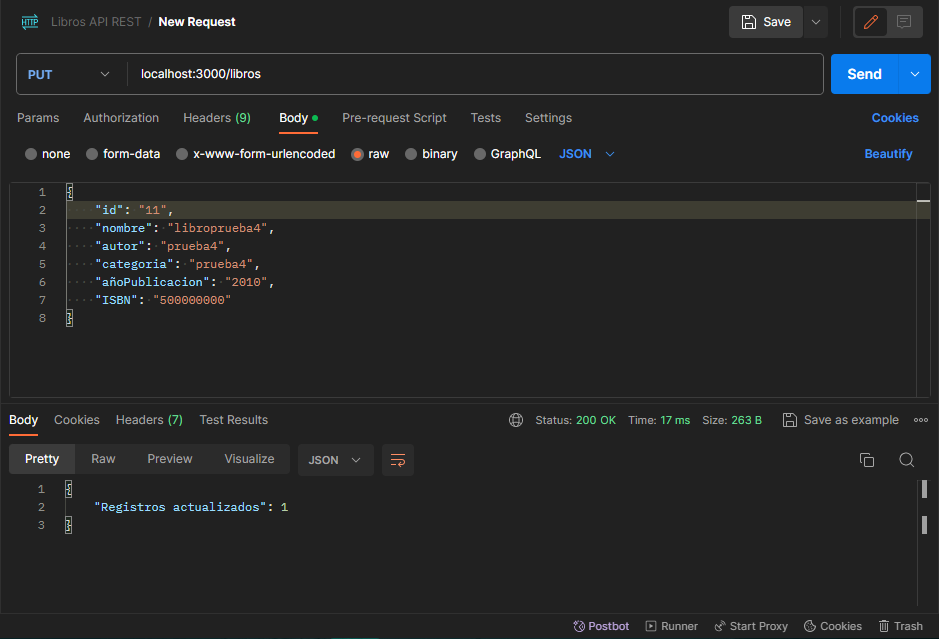 HTTP Libros API REST / New Request Save
PUT localhost:3000/libros Send
Params Authorization Headers (9) Body Pre-request Script Tests Settings Cookies
none form-data x-www-form-urlencoded raw binary GraphQL JSON Beautify
1 {
2 "id": "11",
3 "nombre": "libroprueba4",
4 "autor": "prueba4",
5 "categoria": "prueba4",
6 "añoPublicacion": "2010",
7 "ISBN": "500000000"
8 }
Body Cookies Headers (7) Test Results Status: 200 OK Time: 17 ms Size: 263 B Save as example
Pretty Raw Preview Visualize JSON
1 {
2 "Registros actualizados": 1
3 }
Postbot Runner Start Proxy Cookies Trash